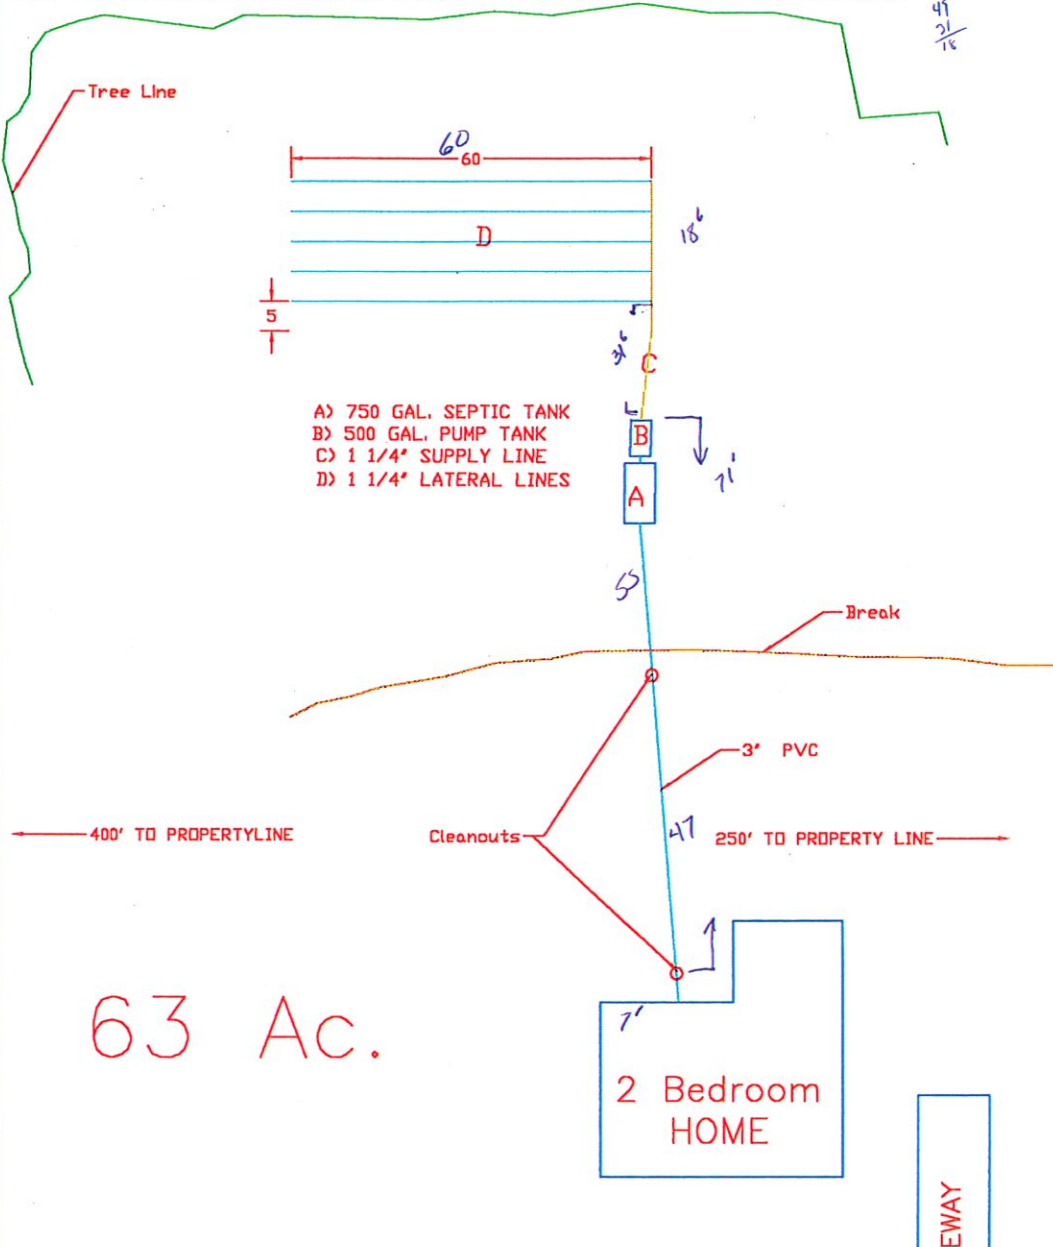 Tree Line
60
60
D
18'6
5
31'6
C
A) 750 GAL. SEPTIC TANK
B) 500 GAL. PUMP TANK
C) 1 1/4" SUPPLY LINE
D) 1 1/4" LATERAL LINES
B
71'
A
55
Break
3" PVC
400' TO PROPERTYLINE
Cleanouts
47
250' TO PROPERTY LINE
7'
63 Ac.
2 Bedroom
HOME
EWAY